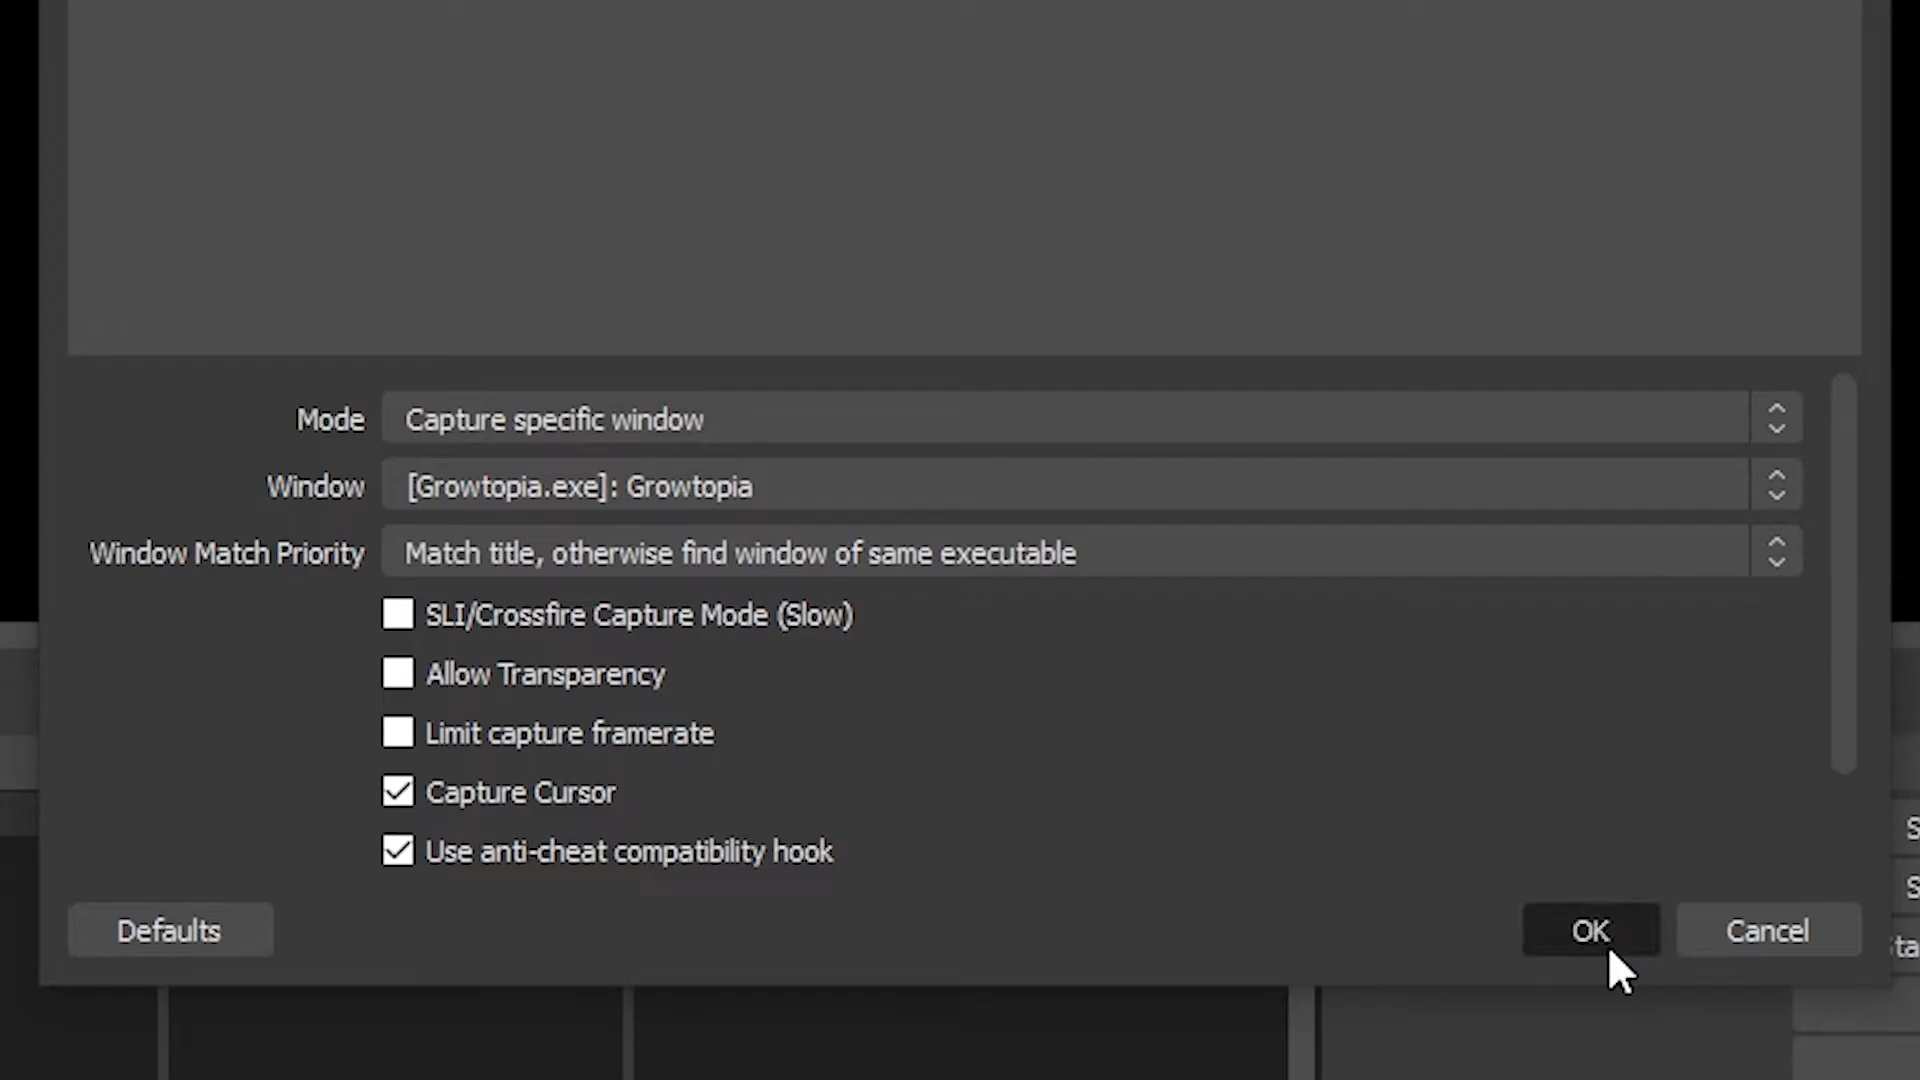 Mode
Capture specific window
Window
[Growtopia.exe]: Growtopia
Window Match Priority
Match title, otherwise find window of same executable
SLI/Crossfire Capture Mode (Slow)
Allow Transparency
Limit capture framerate
Capture Cursor
Use anti-cheat compatibility hook
Defaults
OK
Cancel
S
S
Sta